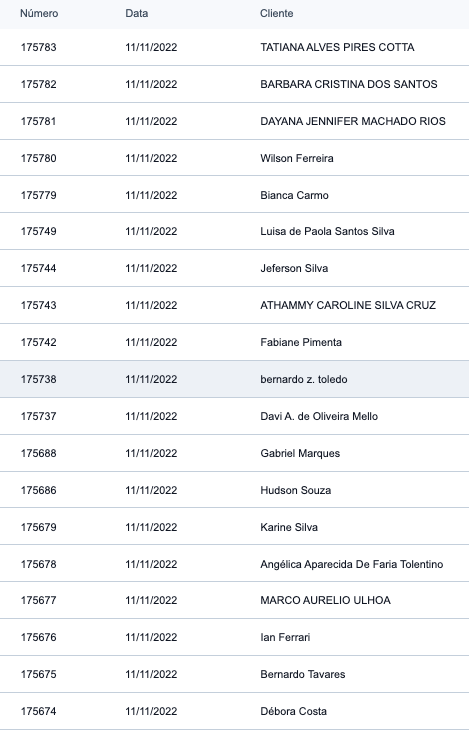 Número Data Cliente
175783 11/11/2022 TATIANA ALVES PIRES COTTA
175782 11/11/2022 BARBARA CRISTINA DOS SANTOS
175781 11/11/2022 DAYANA JENNIFER MACHADO RIOS
175780 11/11/2022 Wilson Ferreira
175779 11/11/2022 Bianca Carmo
175749 11/11/2022 Luisa de Paola Santos Silva
175744 11/11/2022 Jeferson Silva
175743 11/11/2022 ATHAMMY CAROLINE SILVA CRUZ
175742 11/11/2022 Fabiane Pimenta
175738 11/11/2022 bernardo z. toledo
175737 11/11/2022 Davi A. de Oliveira Mello
175688 11/11/2022 Gabriel Marques
175686 11/11/2022 Hudson Souza
175679 11/11/2022 Karine Silva
175678 11/11/2022 Angélica Aparecida De Faria Tolentino
175677 11/11/2022 MARCO AURELIO ULHOA
175676 11/11/2022 Ian Ferrari
175675 11/11/2022 Bernardo Tavares
175674 11/11/2022 Débora Costa